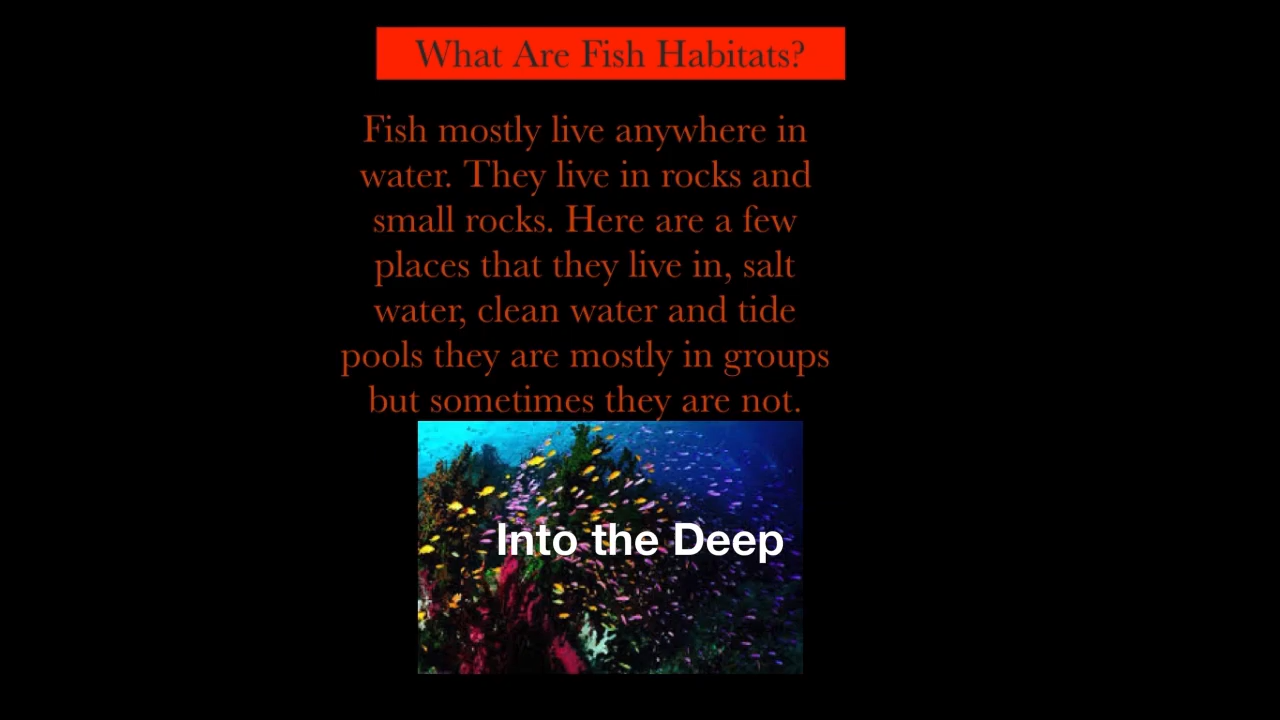 What Are Fish Habitats?
Fish mostly live anywhere in
water. They live in rocks and
small rocks. Here are a few
places that they live in, salt
water, clean water and tide
pools they are mostly in groups
but sometimes they are not.
Into the Deep